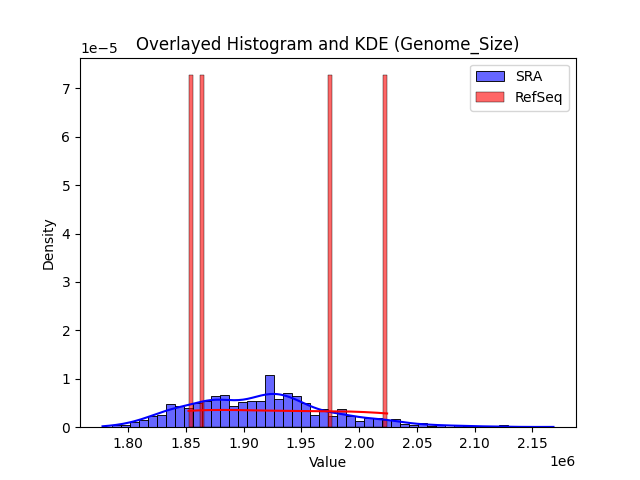 Overlayed Histogram and KDE (Genome_Size)
1e−5
SRA
RefSeq
7
6
5
4
3
2
1
0
Density
1.80 1.85 1.90 1.95 2.00 2.05 2.10 2.15
1e6
Value